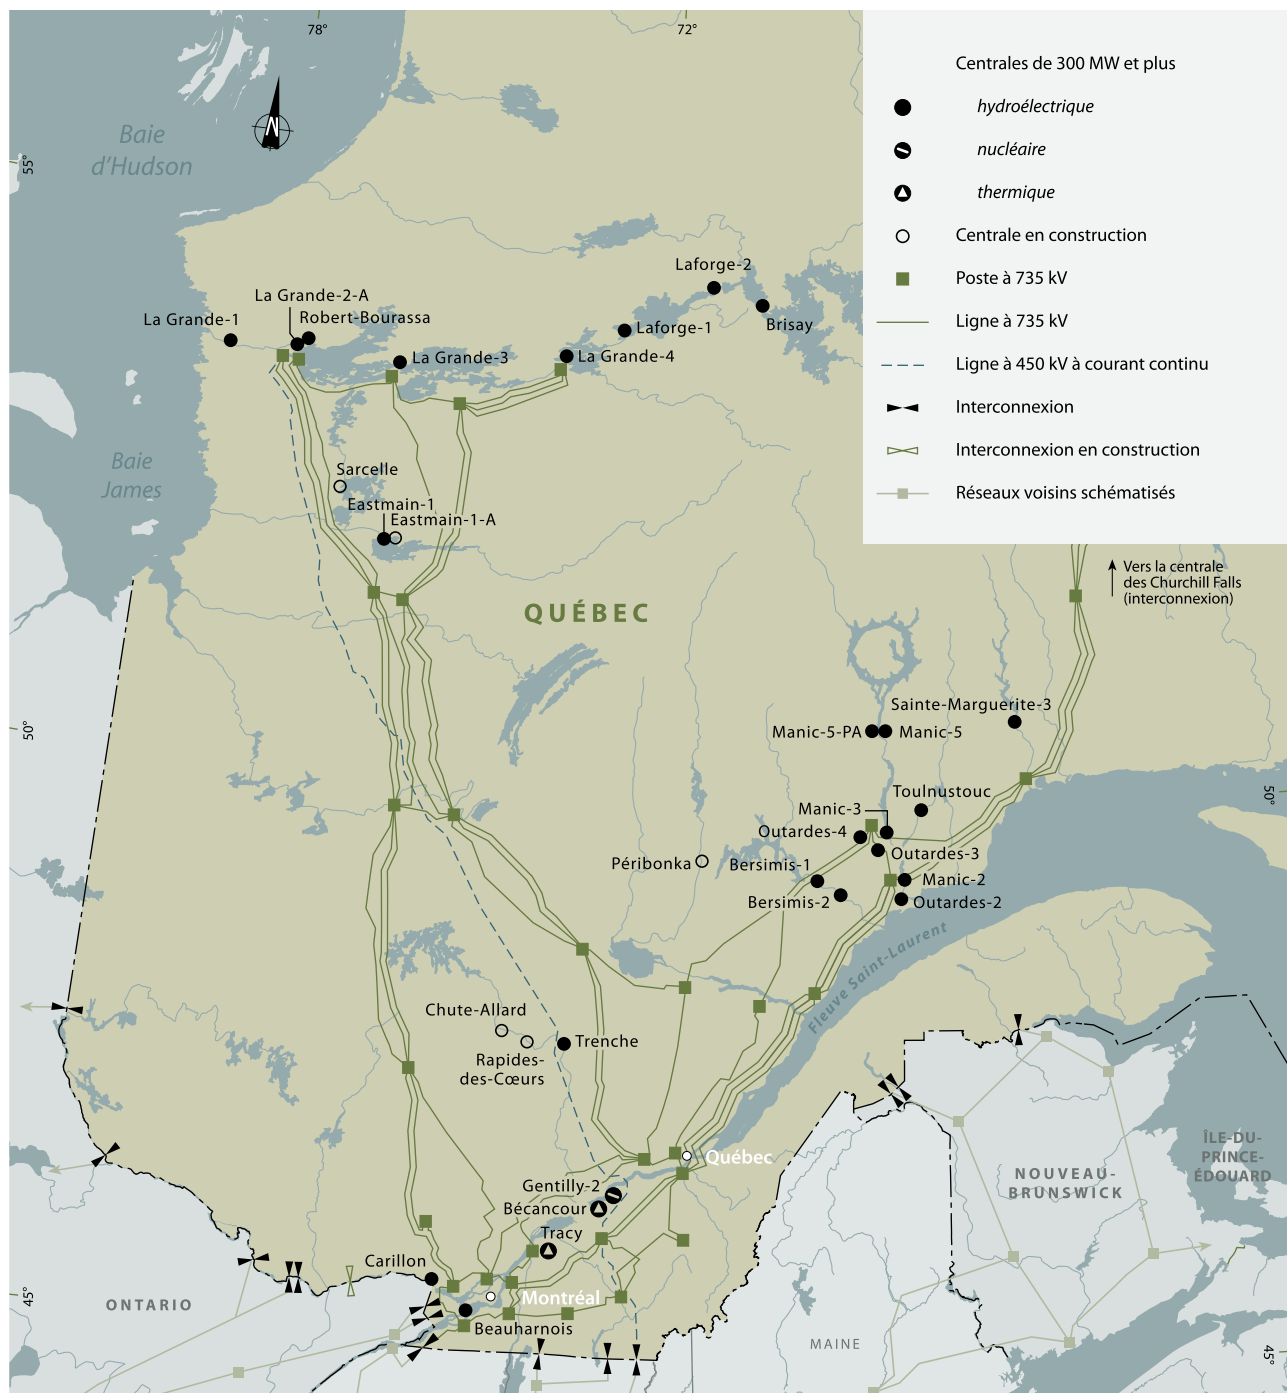 78°
72°
Centrales de 300 MW et plus
hydroélectrique
nucléaire
thermique
Centrale en construction
Poste à 735 kV
Ligne à 735 kV
Ligne à 450 kV à courant continu
Interconnexion
Interconnexion en construction
Réseaux voisins schématisés
N
Baie
d'Hudson
55°
Laforge-2
La Grande-2-A
La Grande-1
Robert-Bourassa
Laforge-1
Brisay
La Grande-3
La Grande-4
Baie
James
Sarcelle
Eastmain-1
Eastmain-1-A
Vers la centrale
des Churchill Falls
(interconnexion)
QUÉBEC
50°
Sainte-Marguerite-3
Manic-5-PA
Manic-5
Toulnustouc
50°
Manic-3
Outardes-4
Outardes-3
Péribonka
Bersimis-1
Manic-2
Bersimis-2
Outardes-2
Fleuve Saint-Laurent
Chute-Allard
Trenche
Rapides-
des-Cœurs
Québec
ÎLE-DU-
PRINCE-
ÉDOUARD
NOUVEAU-
BRUNSWICK
Gentilly-2
Bécancour
Tracy
Carillon
45°
ONTARIO
Montréal
Beauharnois
MAINE
45°